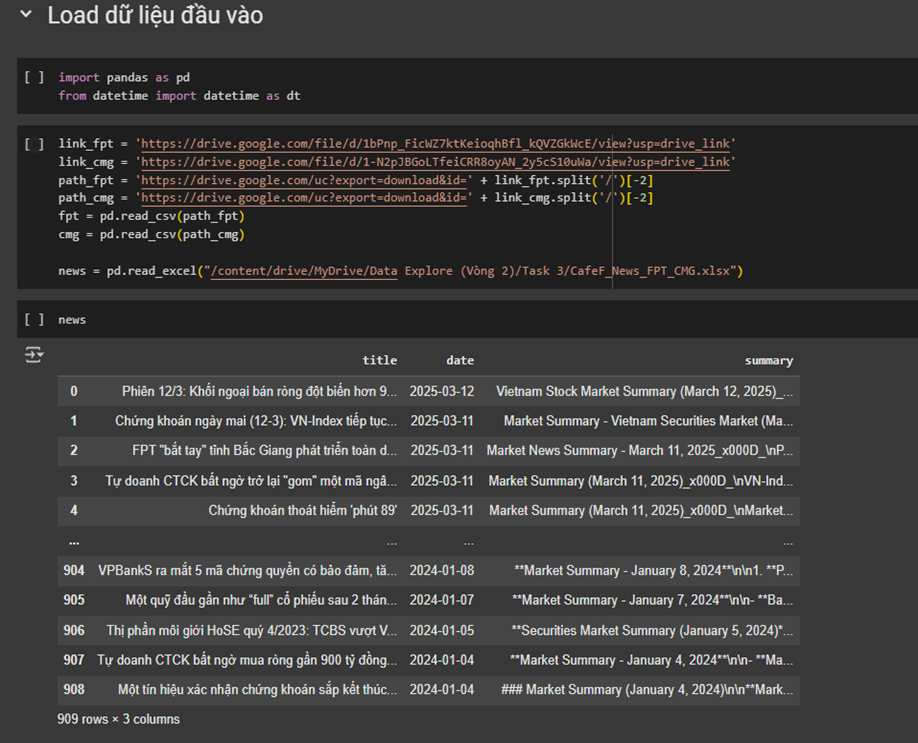 Load dữ liệu đầu vào
[ ] import pandas as pd
from datetime import datetime as dt
[ ] link_fpt = 'https://drive.google.com/file/d/1bPnp_FicWZ7ktKeioqhBfl_kQVZGkWcE/view?usp=drive_link'
link_cmg = 'https://drive.google.com/file/d/1-N2pJBGoLTfeiCRR8oyAN_2y5cS10uWa/view?usp=drive_link'
path_fpt = 'https://drive.google.com/uc?export=download&id=' + link_fpt.split('/')[-2]
path_cmg = 'https://drive.google.com/uc?export=download&id=' + link_cmg.split('/')[-2]
fpt = pd.read_csv(path_fpt)
cmg = pd.read_csv(path_cmg)
news = pd.read_excel("/content/drive/MyDrive/Data Explore (Vòng 2)/Task 3/CafeF_News_FPT_CMG.xlsx")
[ ] news
title date summary
0 Phiên 12/3: Khối ngoại bán ròng đột biến hơn 9... 2025-03-12 Vietnam Stock Market Summary (March 12, 2025)_...
1 Chứng khoán ngày mai (12-3): VN-Index tiếp tục... 2025-03-11 Market Summary - Vietnam Securities Market (Ma...
2 FPT "bắt tay" tỉnh Bắc Giang phát triển toàn d... 2025-03-11 Market News Summary - March 11, 2025_x000D_\nP...
3 Tự doanh CTCK bất ngờ trở lại "gom" một mã ngâ... 2025-03-11 Market Summary (March 11, 2025)_x000D_\nVN-Ind...
4 Chứng khoán thoát hiểm 'phút 89' 2025-03-11 Market Summary (March 11, 2025)_x000D_\nMarket...
... ... ... ...
904 VPBankS ra mắt 5 mã chứng quyền có bảo đảm, tă... 2024-01-08 **Market Summary - January 8, 2024**\n\n1. **P...
905 Một quỹ đầu gần như "full" cổ phiếu sau 2 thán... 2024-01-07 **Market Summary - January 7, 2024**\n\n- **Ba...
906 Thị phần môi giới HoSE quý 4/2023: TCBS vượt V... 2024-01-05 **Securities Market Summary (January 5, 2024)*...
907 Tự doanh CTCK bất ngờ mua ròng gần 900 tỷ đồng... 2024-01-04 **Market Summary - January 4, 2024**\n\n- **Ma...
908 Một tín hiệu xác nhận chứng khoán sắp kết thúc... 2024-01-04 ### Market Summary (January 4, 2024)\n\n**Mark...
909 rows × 3 columns